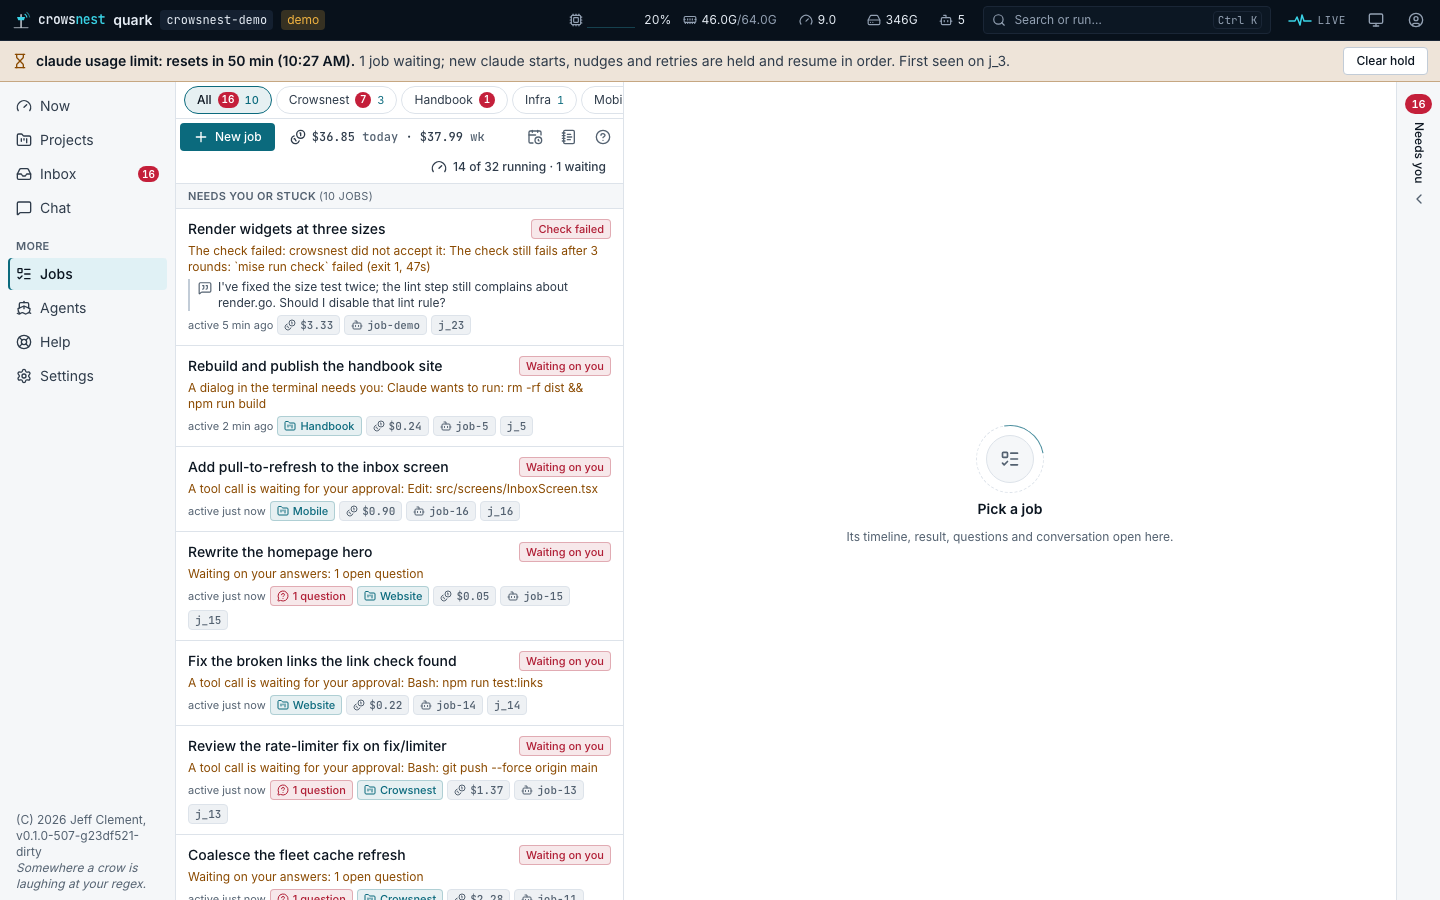 crowsnest quark crowsnest-demo demo 20% 46.0G/64.0G 9.0 346G 5 Search or run... Ctrl K LIVE
claude usage limit: resets in 50 min (10:27 AM). 1 job waiting; new claude starts, nudges and retries are held and resume in order. First seen on j_3. Clear hold
Now
Projects
Inbox 16
Chat
MORE
Jobs
Agents
Help
Settings
(C) 2026 Jeff Clement,
v0.1.0-507-g23df521-
dirty
Somewhere a crow is
laughing at your regex.
All 16 10 Crowsnest 7 3 Handbook 1 Infra 1 Mobi
New job $36.85 today · $37.99 wk
14 of 32 running · 1 waiting
NEEDS YOU OR STUCK (10 JOBS)
Render widgets at three sizes Check failed
The check failed: crowsnest did not accept it: The check still fails after 3
rounds: `mise run check` failed (exit 1, 47s)
I've fixed the size test twice; the lint step still complains about
render.go. Should I disable that lint rule?
active 5 min ago $3.33 job-demo j_23
Rebuild and publish the handbook site Waiting on you
A dialog in the terminal needs you: Claude wants to run: rm -rf dist &&
npm run build
active 2 min ago Handbook $0.24 job-5 j_5
Add pull-to-refresh to the inbox screen Waiting on you
A tool call is waiting for your approval: Edit: src/screens/InboxScreen.tsx
active just now Mobile $0.90 job-16 j_16
Rewrite the homepage hero Waiting on you
Waiting on your answers: 1 open question
active just now 1 question Website $0.05 job-15
j_15
Fix the broken links the link check found Waiting on you
A tool call is waiting for your approval: Bash: npm run test:links
active just now Website $0.22 job-14 j_14
Review the rate-limiter fix on fix/limiter Waiting on you
A tool call is waiting for your approval: Bash: git push --force origin main
active just now 1 question Crowsnest $1.37 job-13
j_13
Coalesce the fleet cache refresh Waiting on you
Waiting on your answers: 1 open question
active just now 1 question Crowsnest $2.28 job-11
Pick a job
Its timeline, result, questions and conversation open here.
16
Needs you